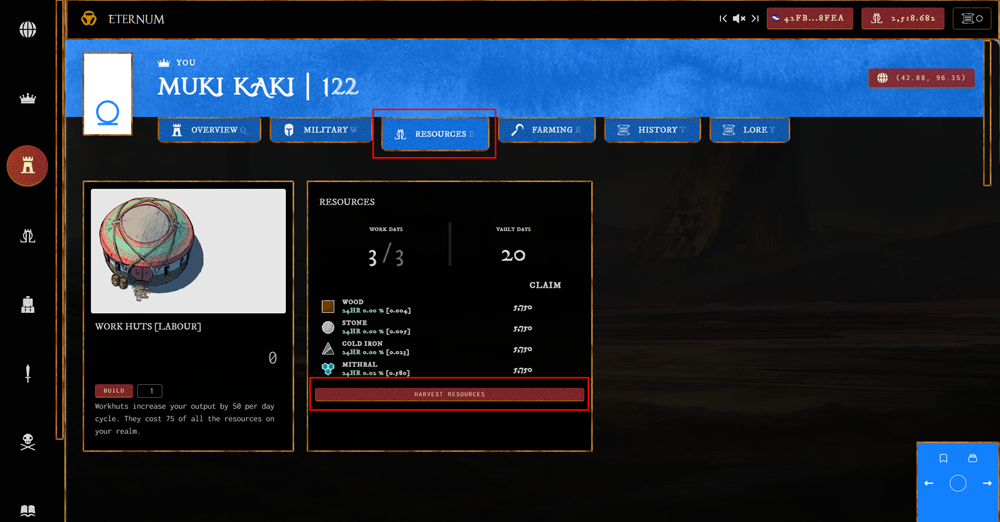 ETERNUM
42FB...8FEA
2,518.682
0
YOU
MUKI KAKI | 122
(42.88, 96.35)
OVERVIEW Q
MILITARY W
RESOURCES S
FARMING E
HISTORY T
LORE Y
WORK HUTS [LABOUR]
0
BUILD
1
Workhuts increase your output by 50 per day
cycle. They cost 75 of all the resources on
your realm.
RESOURCES
WORK DAYS
3/3
VAULT DAYS
20
CLAIM
WOOD
24HR 0.00 % [0.004]
5,750
STONE
24HR 0.00 % [0.005]
5,750
COLD IRON
24HR 0.00 % [0.023]
5,750
MITHRAL
24HR 0.02 % [0.580]
5,750
HARVEST RESOURCES